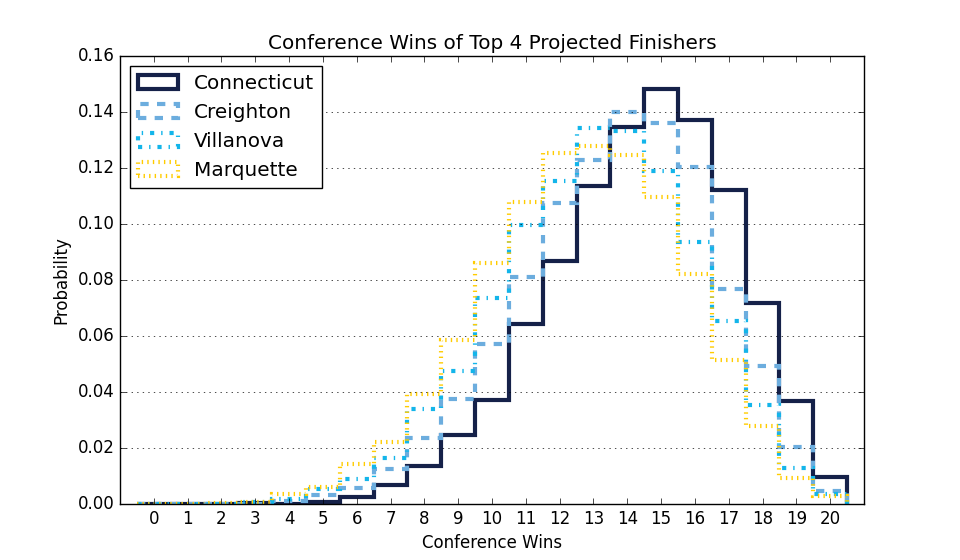 Conference Wins of Top 4 Projected Finishers
Connecticut
Creighton
Villanova
Marquette
Probability
0.16
0.14
0.12
0.10
0.08
0.06
0.04
0.02
0.00
0 1 2 3 4 5 6 7 8 9 10 11 12 13 14 15 16 17 18 19 20
Conference Wins